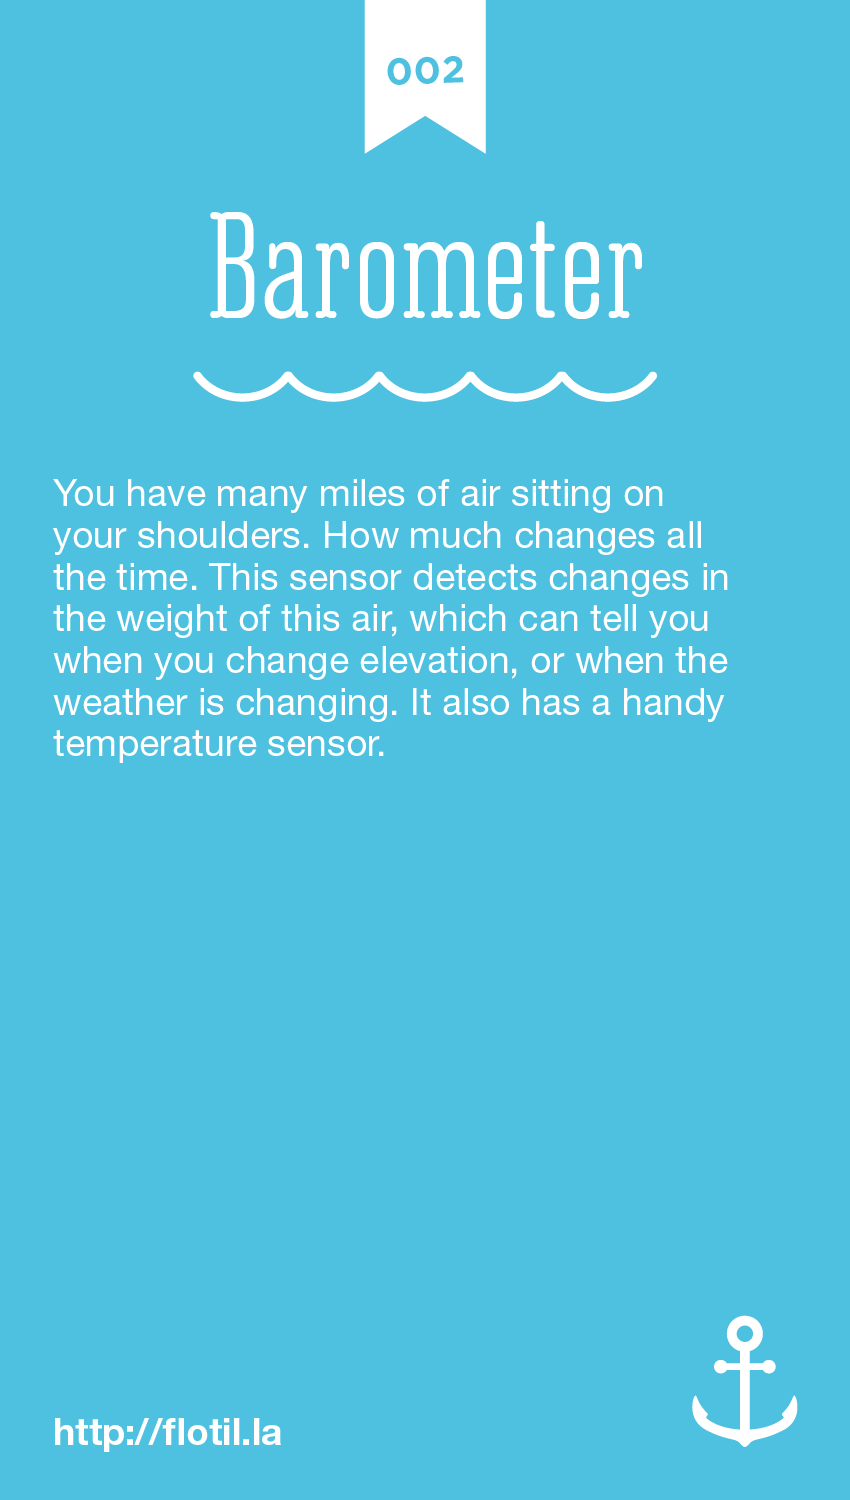 002
Barometer
You have many miles of air sitting on
your shoulders. How much changes all
the time. This sensor detects changes in
the weight of this air, which can tell you
when you change elevation, or when the
weather is changing. It also has a handy
temperature sensor.
http://flotil.la